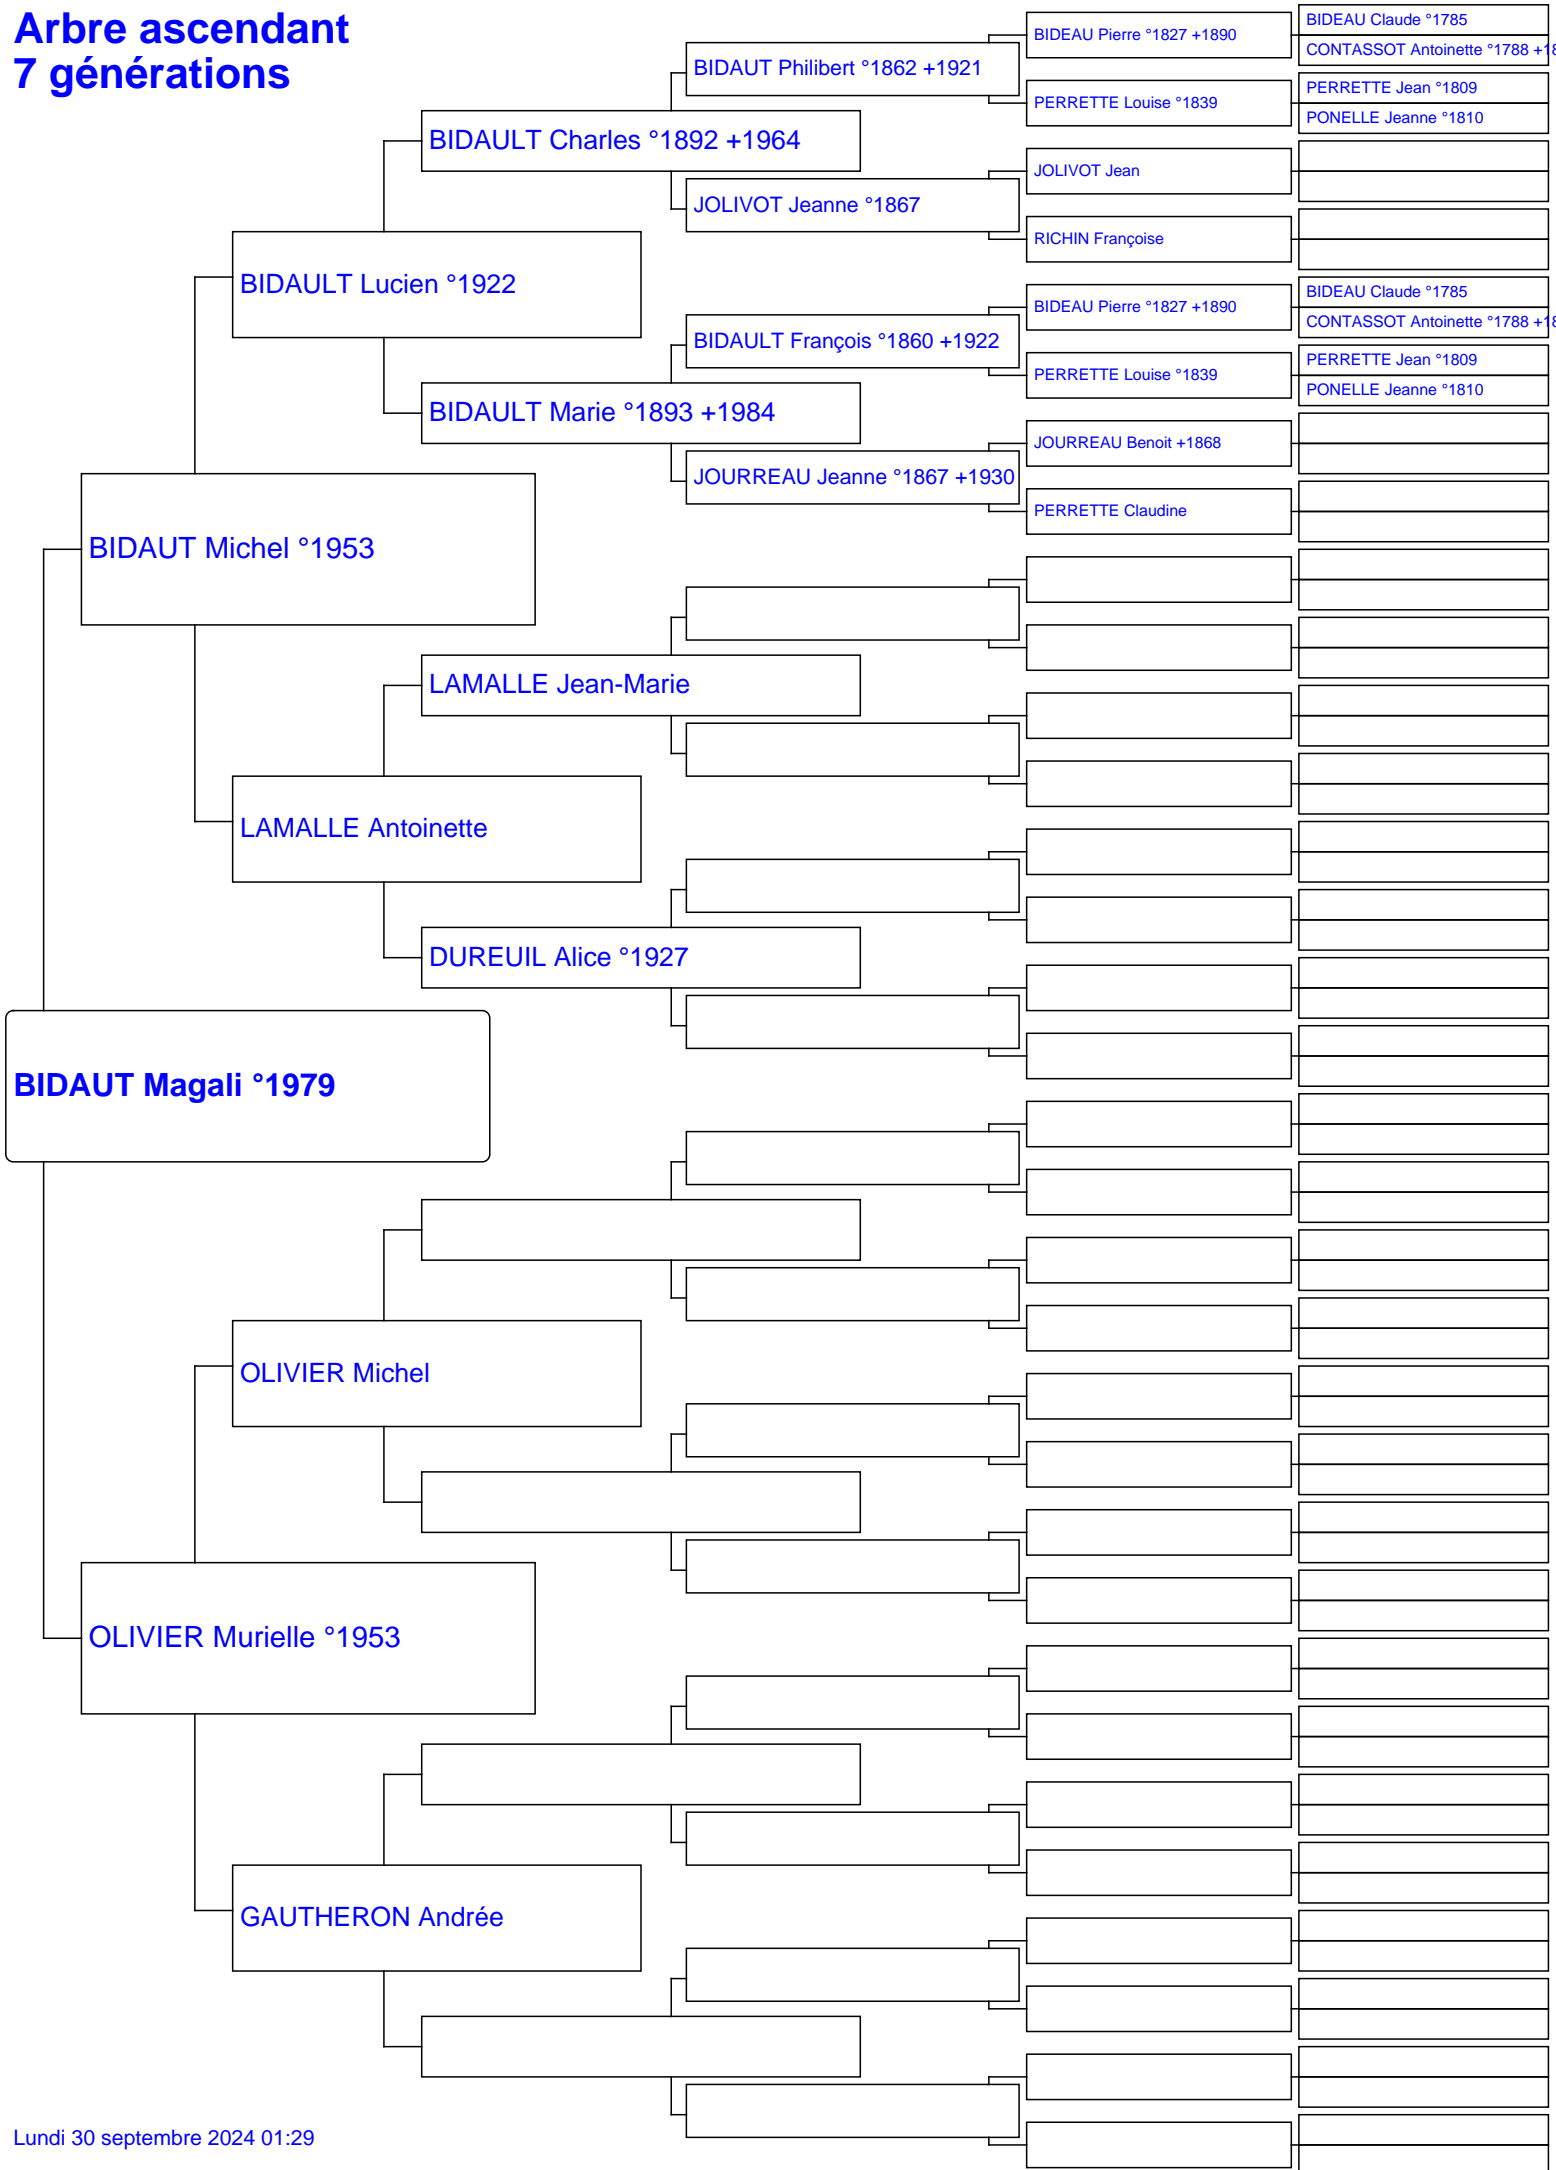 Arbre ascendant
7 générations
BIDEAU Claude °1785
BIDEAU Pierre °1827 +1890
CONTASSOT Antoinette °1788 +18
BIDAUT Philibert °1862 +1921
PERRETTE Jean °1809
PERRETTE Louise °1839
PONELLE Jeanne °1810
BIDAULT Charles °1892 +1964
JOLIVOT Jean
JOLIVOT Jeanne °1867
RICHIN Françoise
BIDAULT Lucien °1922
BIDEAU Claude °1785
BIDEAU Pierre °1827 +1890
CONTASSOT Antoinette °1788 +18
BIDAULT François °1860 +1922
PERRETTE Jean °1809
PERRETTE Louise °1839
PONELLE Jeanne °1810
BIDAULT Marie °1893 +1984
JOURREAU Benoit +1868
JOURREAU Jeanne °1867 +1930
PERRETTE Claudine
BIDAUT Michel °1953
LAMALLE Jean-Marie
LAMALLE Antoinette
DUREUIL Alice °1927
BIDAUT Magali °1979
OLIVIER Michel
OLIVIER Murielle °1953
GAUTHERON Andrée
Lundi 30 septembre 2024 01:29